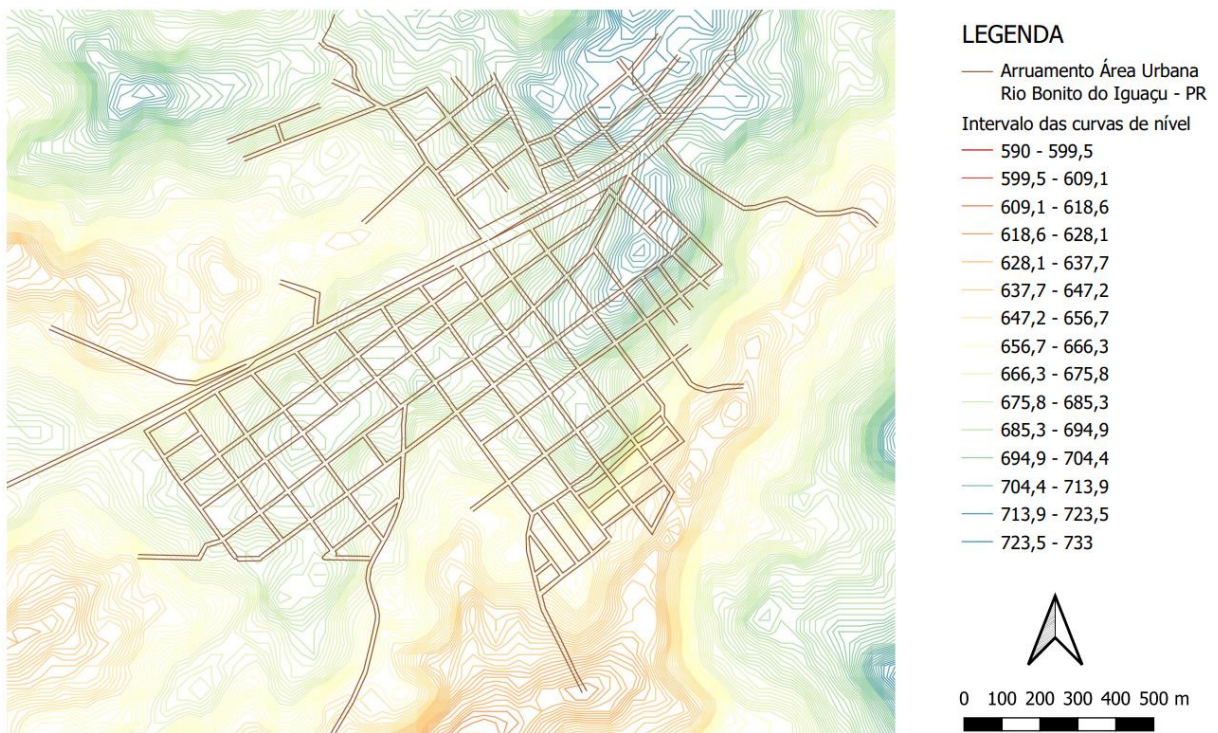 LEGENDA
Arruamento Área Urbana
Rio Bonito do Iguaçu - PR
Intervalo das curvas de nível
590 - 599,5
599,5 - 609,1
609,1 - 618,6
618,6 - 628,1
628,1 - 637,7
637,7 - 647,2
647,2 - 656,7
656,7 - 666,3
666,3 - 675,8
675,8 - 685,3
685,3 - 694,9
694,9 - 704,4
704,4 - 713,9
713,9 - 723,5
723,5 - 733
0 100 200 300 400 500 m